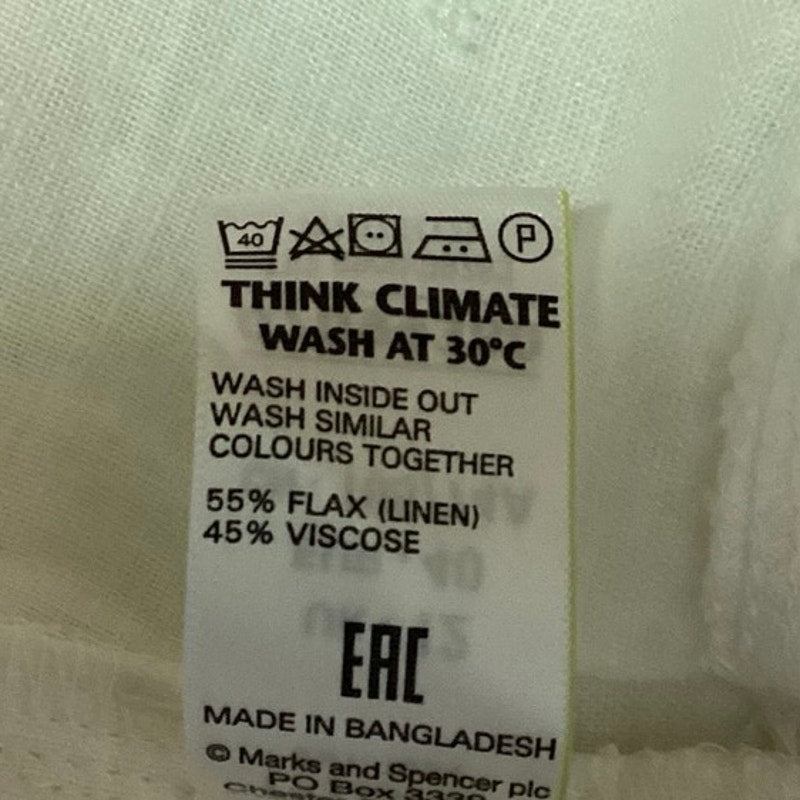 40 P
THINK CLIMATE
WASH AT 30°C
WASH INSIDE OUT
WASH SIMILAR
COLOURS TOGETHER
55% FLAX (LINEN)
45% VISCOSE
EAC
MADE IN BANGLADESH
© Marks and Spencer plc
PO Box 3339